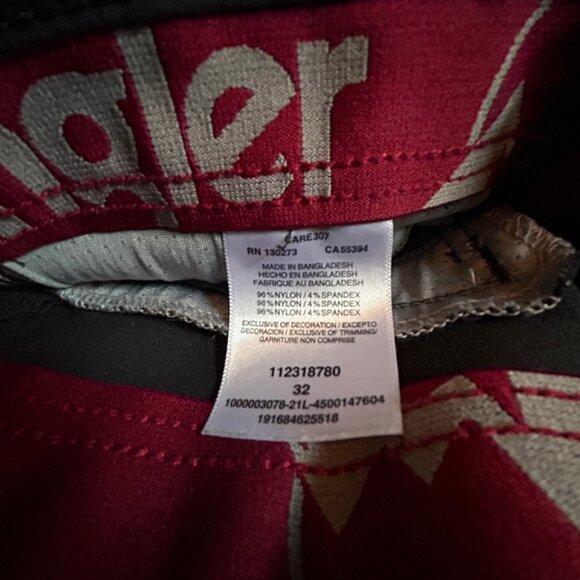 ngler
CARE307
RN 130273 CA55394
MADE IN BANGLADESH
HECHO EN BANGLADESH
FABRIQUE AU BANGLADESH
96%NYLON / 4%SPANDEX
96%NYLON / 4%SPANDEX
96%NYLON / 4%SPANDEX
EXCLUSIVE OF DECORATION / EXCEPTO
DECORACION / EXCLUSIVE OF TRIMMING/
GARNITURE NON COMPRISE
112318780
32
1000003078-21L-4500147604
191684625518